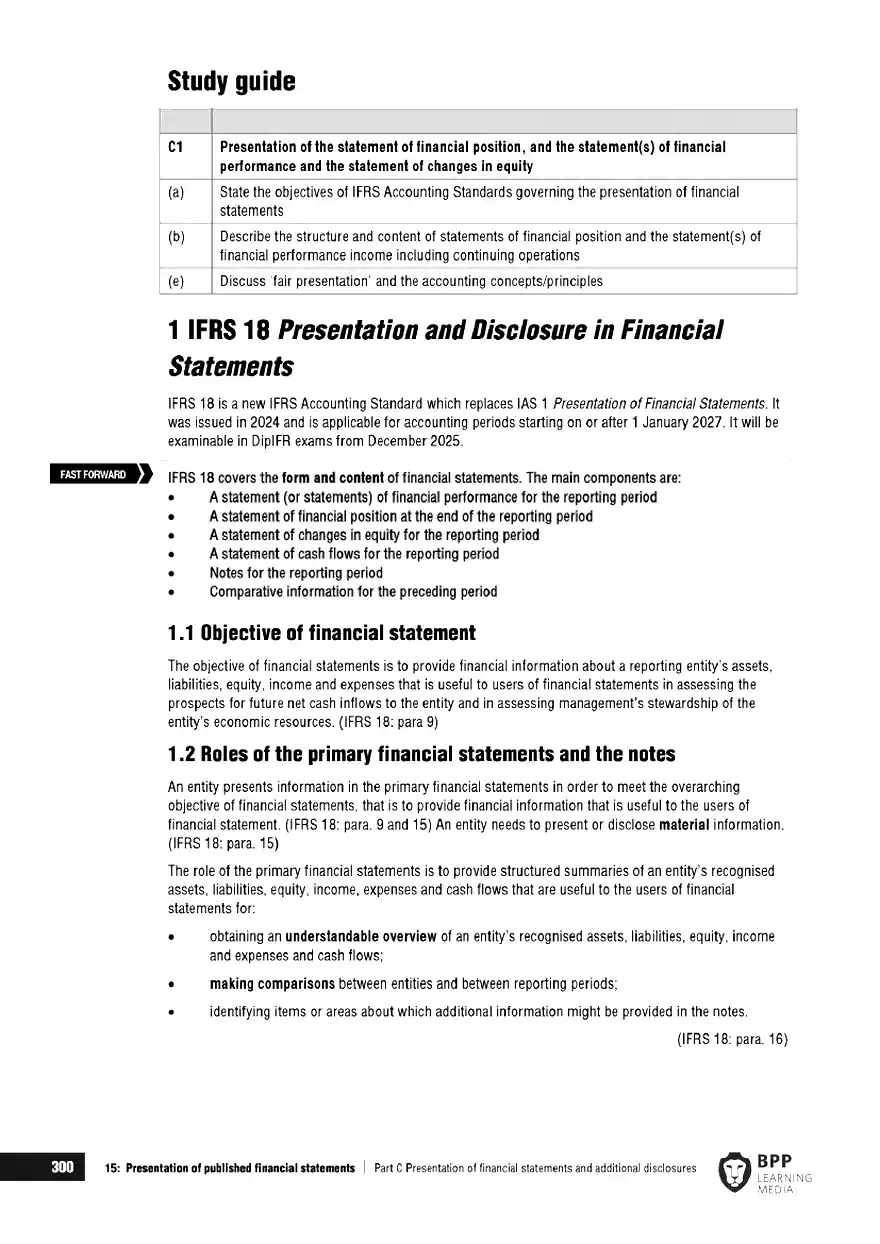 Study guide
C1 Presentation of the statement of financial position, and the statement(s) of financial
performance and the statement of changes in equity
(a) State the objectives of IFRS Accounting Standards governing the presentation of financial
statements
(b) Describe the structure and content of statements of financial position and the statement(s) of
financial performance income including continuing operations
(e) Discuss 'fair presentation' and the accounting concepts/principles
1 IFRS 18 Presentation and Disclosure in Financial
Statements
IFRS 18 is a new IFRS Accounting Standard which replaces IAS 1 Presentation of Financial Statements. It
was issued in 2024 and is applicable for accounting periods starting on or after 1 January 2027. It will be
examinable in DipIFR exams from December 2025.
FAST FORWARD
IFRS 18 covers the form and content of financial statements. The main components are:
• A statement (or statements) of financial performance for the reporting period
• A statement of financial position at the end of the reporting period
• A statement of changes in equity for the reporting period
• A statement of cash flows for the reporting period
• Notes for the reporting period
• Comparative information for the preceding period
1.1 Objective of financial statement
The objective of financial statements is to provide financial information about a reporting entity's assets,
liabilities, equity, income and expenses that is useful to users of financial statements in assessing the
prospects for future net cash inflows to the entity and in assessing management's stewardship of the
entity's economic resources. (IFRS 18: para 9)
1.2 Roles of the primary financial statements and the notes
An entity presents information in the primary financial statements in order to meet the overarching
objective of financial statements, that is to provide financial information that is useful to the users of
financial statement. (IFRS 18: para. 9 and 15) An entity needs to present or disclose material information.
(IFRS 18: para. 15)
The role of the primary financial statements is to provide structured summaries of an entity's recognised
assets, liabilities, equity, income, expenses and cash flows that are useful to the users of financial
statements for:
• obtaining an understandable overview of an entity's recognised assets, liabilities, equity, income
and expenses and cash flows;
• making comparisons between entities and between reporting periods;
• identifying items or areas about which additional information might be provided in the notes.
(IFRS 18: para. 16)
300 15: Presentation of published financial statements | Part C Presentation of financial statements and additional disclosures
BPP
LEARNING
MEDIA